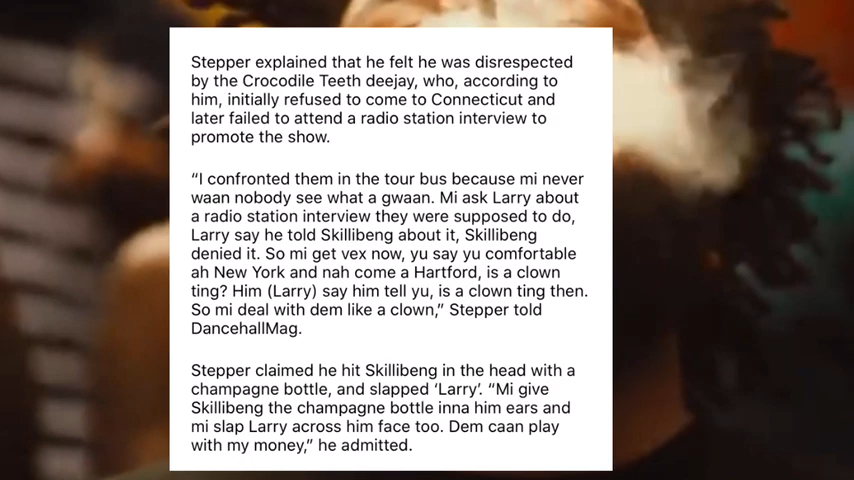 Stepper explained that he felt he was disrespected
by the Crocodile Teeth deejay, who, according to
him, initially refused to come to Connecticut and
later failed to attend a radio station interview to
promote the show.
“I confronted them in the tour bus because mi never
waan nobody see what a gwaan. Mi ask Larry about
a radio station interview they were supposed to do,
Larry say he told Skillibeng about it, Skillibeng
denied it. So mi get vex now, yu say yu comfortable
ah New York and nah come a Hartford, is a clown
ting? Him (Larry) say him tell yu, is a clown ting then.
So mi deal with dem like a clown,” Stepper told
DancehallMag.
Stepper claimed he hit Skillibeng in the head with a
champagne bottle, and slapped ‘Larry’. “Mi give
Skillibeng the champagne bottle inna him ears and
mi slap Larry across him face too. Dem caan play
with my money,” he admitted.